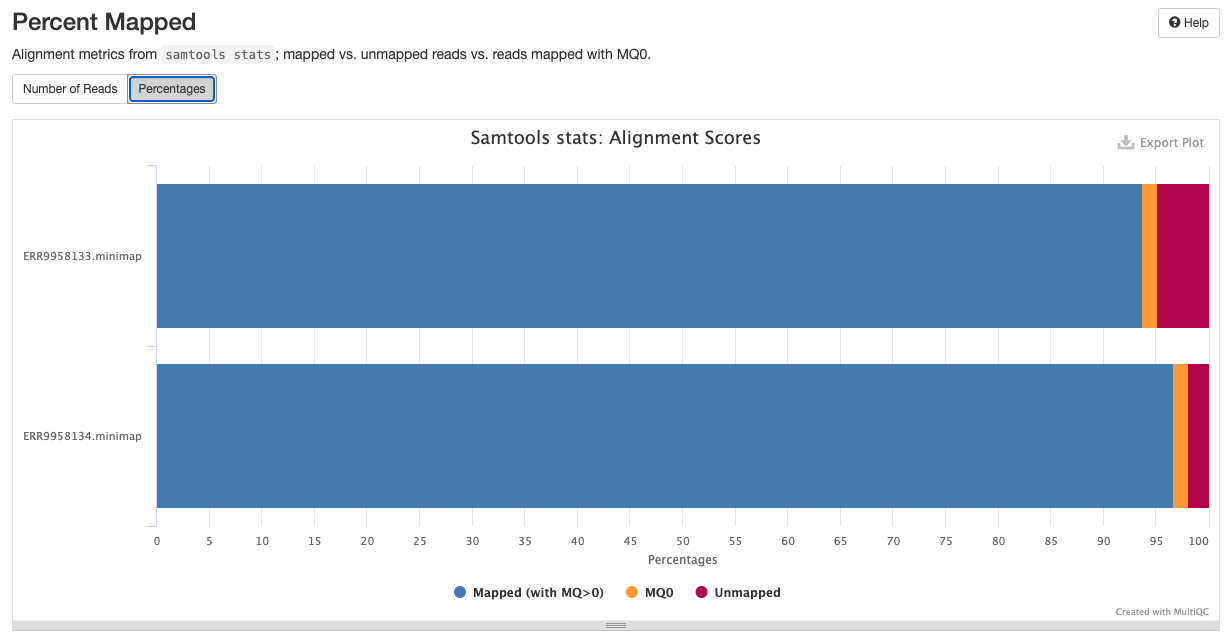 Percent Mapped
Help
Alignment metrics from samtools stats ; mapped vs. unmapped reads vs. reads mapped with MQ0.
Number of Reads Percentages
Samtools stats: Alignment Scores
Export Plot
ERR9958133.minimap
ERR9958134.minimap
0 5 10 15 20 25 30 35 40 45 50 55 60 65 70 75 80 85 90 95 100
Percentages
Mapped (with MQ>0) MQ0 Unmapped
Created with MultiQC